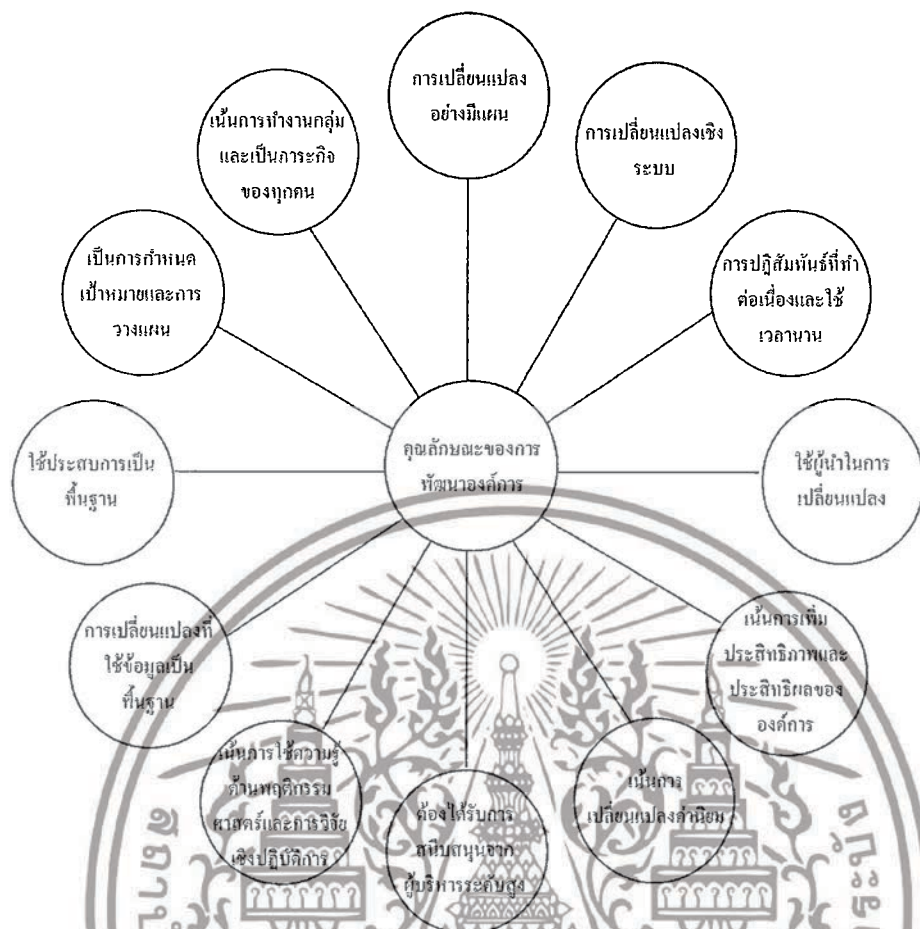 การเปลี่ยนแปลง
อย่างมีแผน
เน้นการทำงานกลุ่ม
และเป็นภาระกิจ
ของทุกคน
การเปลี่ยนแปลงเชิง
ระบบ
เป็นการกำหนด
เป้าหมายและการ
วางแผน
การปฎิสัมพันธ์ที่ทำ
ต่อเนื่องและใช้
เวลานาน
คุณลักษณะของการ
พัฒนาองค์การ
ใช้ประสบการเป็น
พื้นฐาน
ใช้ผู้นำในการ
เปลี่ยนแปลง
การเปลี่ยนแปลงที่
ใช้ข้อมูลเป็น
พื้นฐาน
เน้นการเพิ่ม
ประสิทธิภาพและ
ประสิทธิผลของ
องค์การ
เน้นการใช้ความรู้
ด้านพฤติกรรม
ศาสตร์และการวิจัย
เชิงปฏิบัติการ
ต้องได้รับการ
สนับสนุนจาก
ผู้บริหารระดับสูง
เน้นการ
เปลี่ยนแปลงค่านิยม